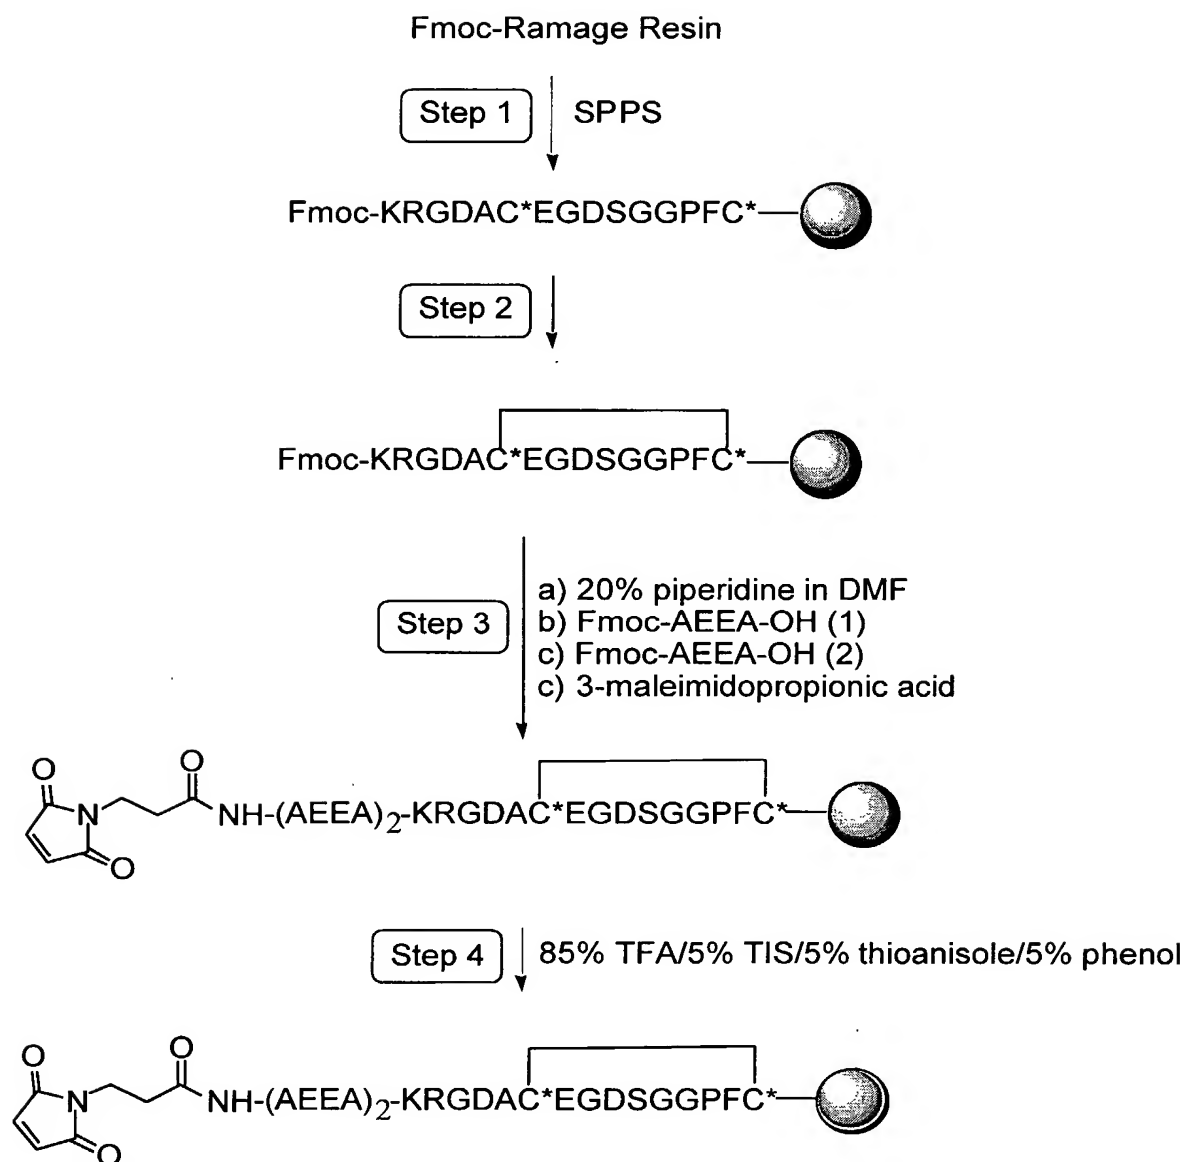 Fmoc-Ramage Resin
Step 1
SPPS
Fmoc-KRGDAC*EGDSGGPFC*
Step 2
Fmoc-KRGDAC*EGDSGGPFC*
Step 3
a) 20% piperidine in DMF
b) Fmoc-AEEA-OH (1)
c) Fmoc-AEEA-OH (2)
c) 3-maleimidopropionic acid
O
O
N
NH-(AEEA)2-KRGDAC*EGDSGGPFC*
O
Step 4
85% TFA/5% TIS/5% thioanisole/5% phenol
O
O
N
NH-(AEEA)2-KRGDAC*EGDSGGPFC*
O